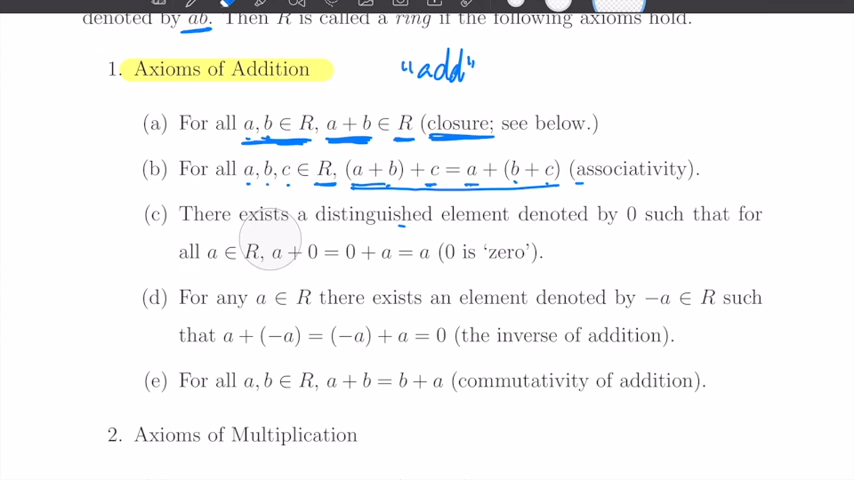 denoted by ab. Then R is called a ring if the following axioms hold.
1. Axioms of Addition
"add"
(a) For all a, b ∈ R, a + b ∈ R (closure; see below.)
(b) For all a, b, c ∈ R, (a + b) + c = a + (b + c) (associativity).
(c) There exists a distinguished element denoted by 0 such that for
all a ∈ R, a + 0 = 0 + a = a (0 is ‘zero’).
(d) For any a ∈ R there exists an element denoted by −a ∈ R such
that a + (−a) = (−a) + a = 0 (the inverse of addition).
(e) For all a, b ∈ R, a + b = b + a (commutativity of addition).
2. Axioms of Multiplication